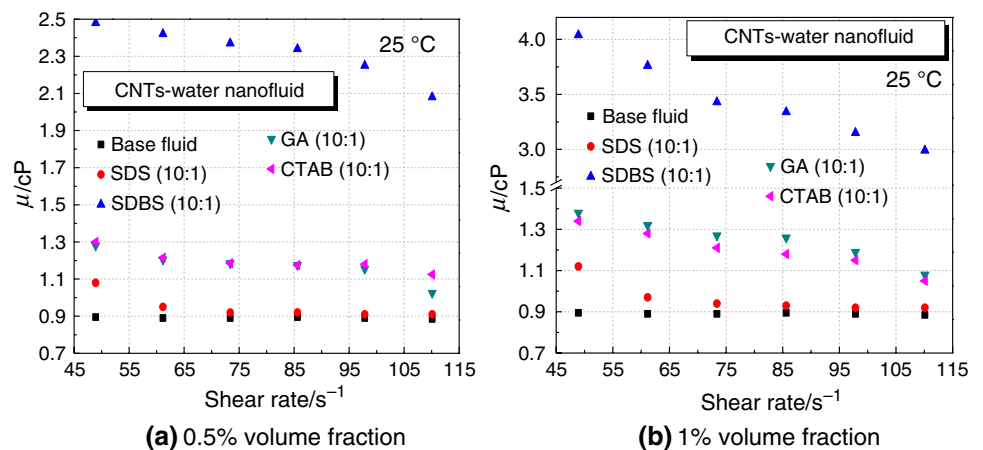 2.5
2.3
2.1
1.9
1.7
1.5
1.3
1.1
0.9
0.7
μ/cP
25 °C
CNTs-water nanofluid
Base fluid
SDS (10:1)
SDBS (10:1)
GA (10:1)
CTAB (10:1)
45 55 65 75 85 95 105 115
Shear rate/s⁻¹
(a) 0.5% volume fraction
4.0
3.5
3.0
1.5
1.3
1.1
0.9
0.7
μ/cP
CNTs-water nanofluid
25 °C
Base fluid
SDS (10:1)
SDBS (10:1)
GA (10:1)
CTAB (10:1)
45 55 65 75 85 95 105 115
Shear rate/s⁻¹
(b) 1% volume fraction